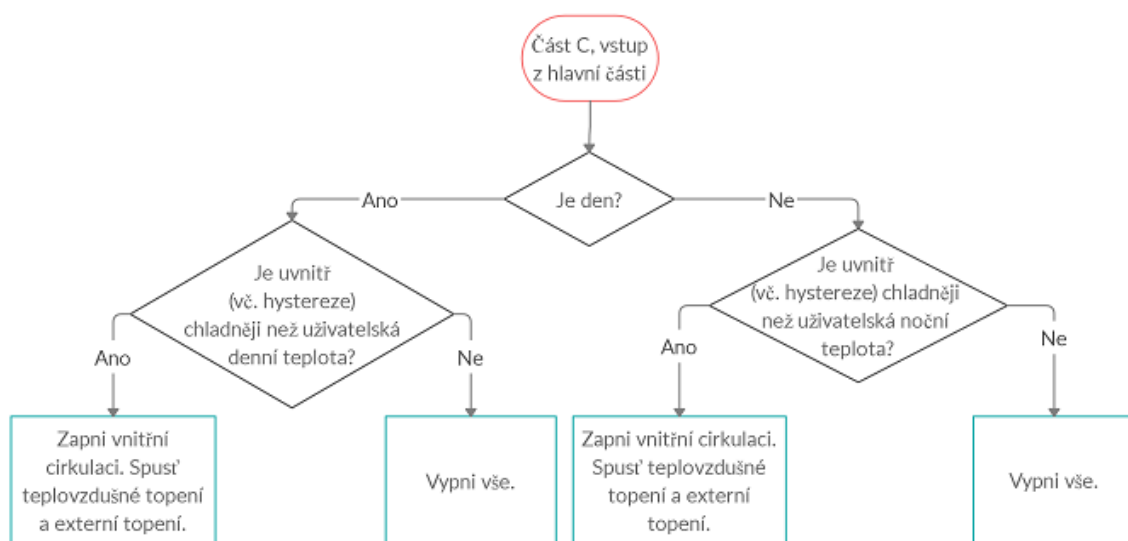 Část C, vstup
z hlavní části
Je den?
Ano
Ne
Je uvnitř
(vč. hystereze)
chladněji než uživatelská
denní teplota?
Je uvnitř
(vč. hystereze) chladněji
než uživatelská noční
teplota?
Ano
Ne
Ano
Ne
Zapni vnitřní
cirkulaci. Spusť
teplovzdušné topení
a externí topení.
Vypni vše.
Zapni vnitřní cirkulaci.
Spusť teplovzdušné
topení a externí
topení.
Vypni vše.